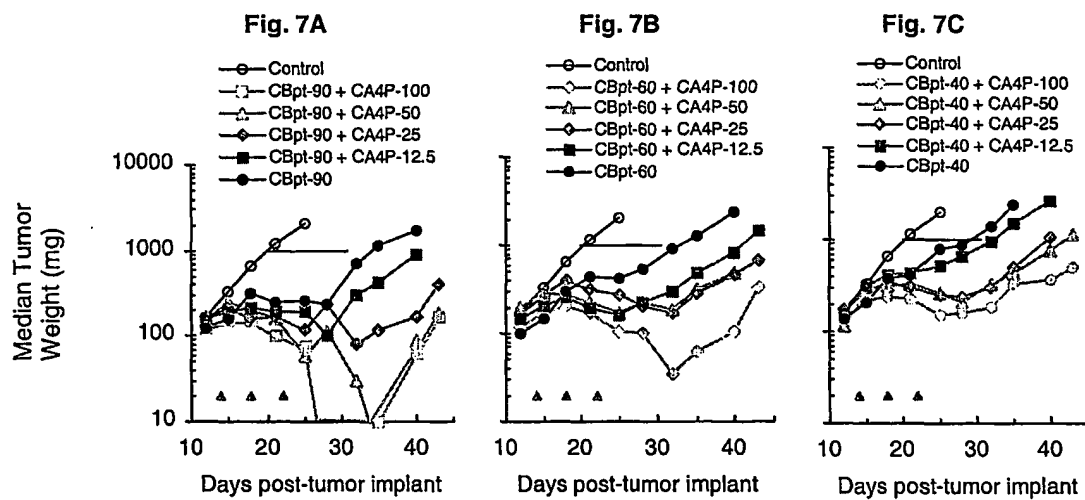 Fig. 7A
Control
CBpt-90 + CA4P-100
CBpt-90 + CA4P-50
CBpt-90 + CA4P-25
CBpt-90 + CA4P-12.5
CBpt-90
Median Tumor
Weight (mg)
10000
1000
100
10
10 20 30 40
Days post-tumor implant
Fig. 7B
Control
CBpt-60 + CA4P-100
CBpt-60 + CA4P-50
CBpt-60 + CA4P-25
CBpt-60 + CA4P-12.5
CBpt-60
10 20 30 40
Days post-tumor implant
Fig. 7C
Control
CBpt-40 + CA4P-100
CBpt-40 + CA4P-50
CBpt-40 + CA4P-25
CBpt-40 + CA4P-12.5
CBpt-40
10 20 30 40
Days post-tumor implant